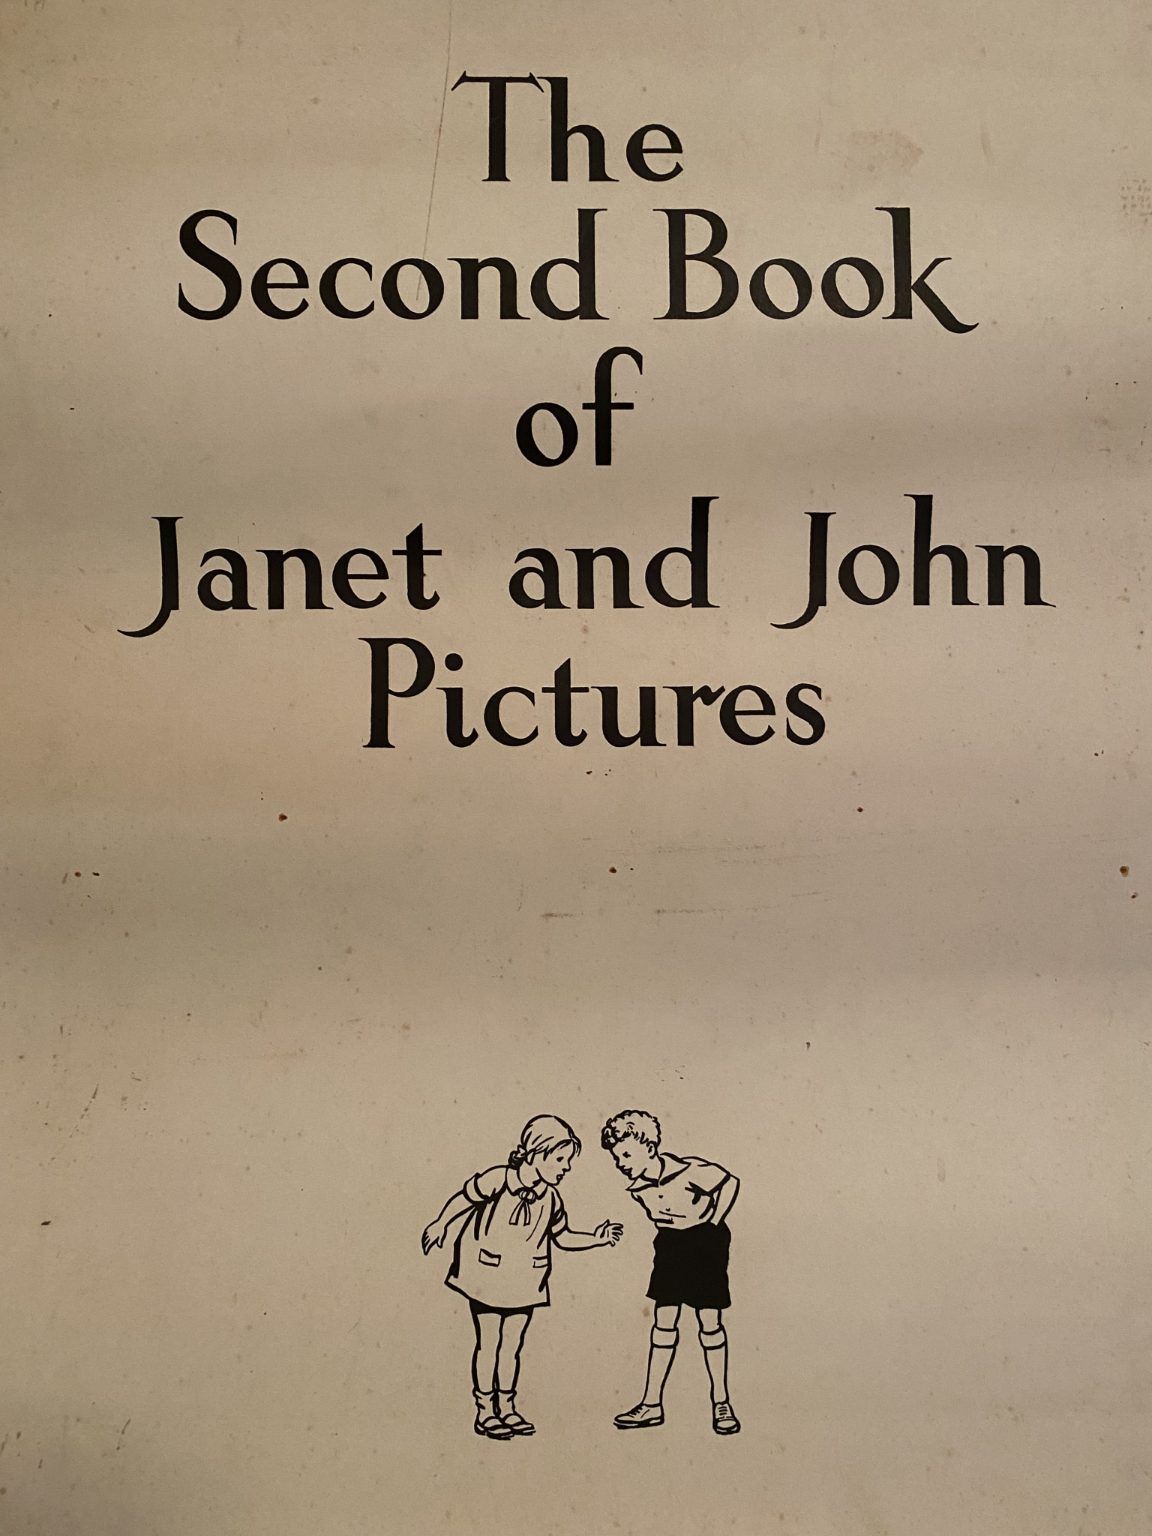 The
Second Book
of
Janet and John
Pictures